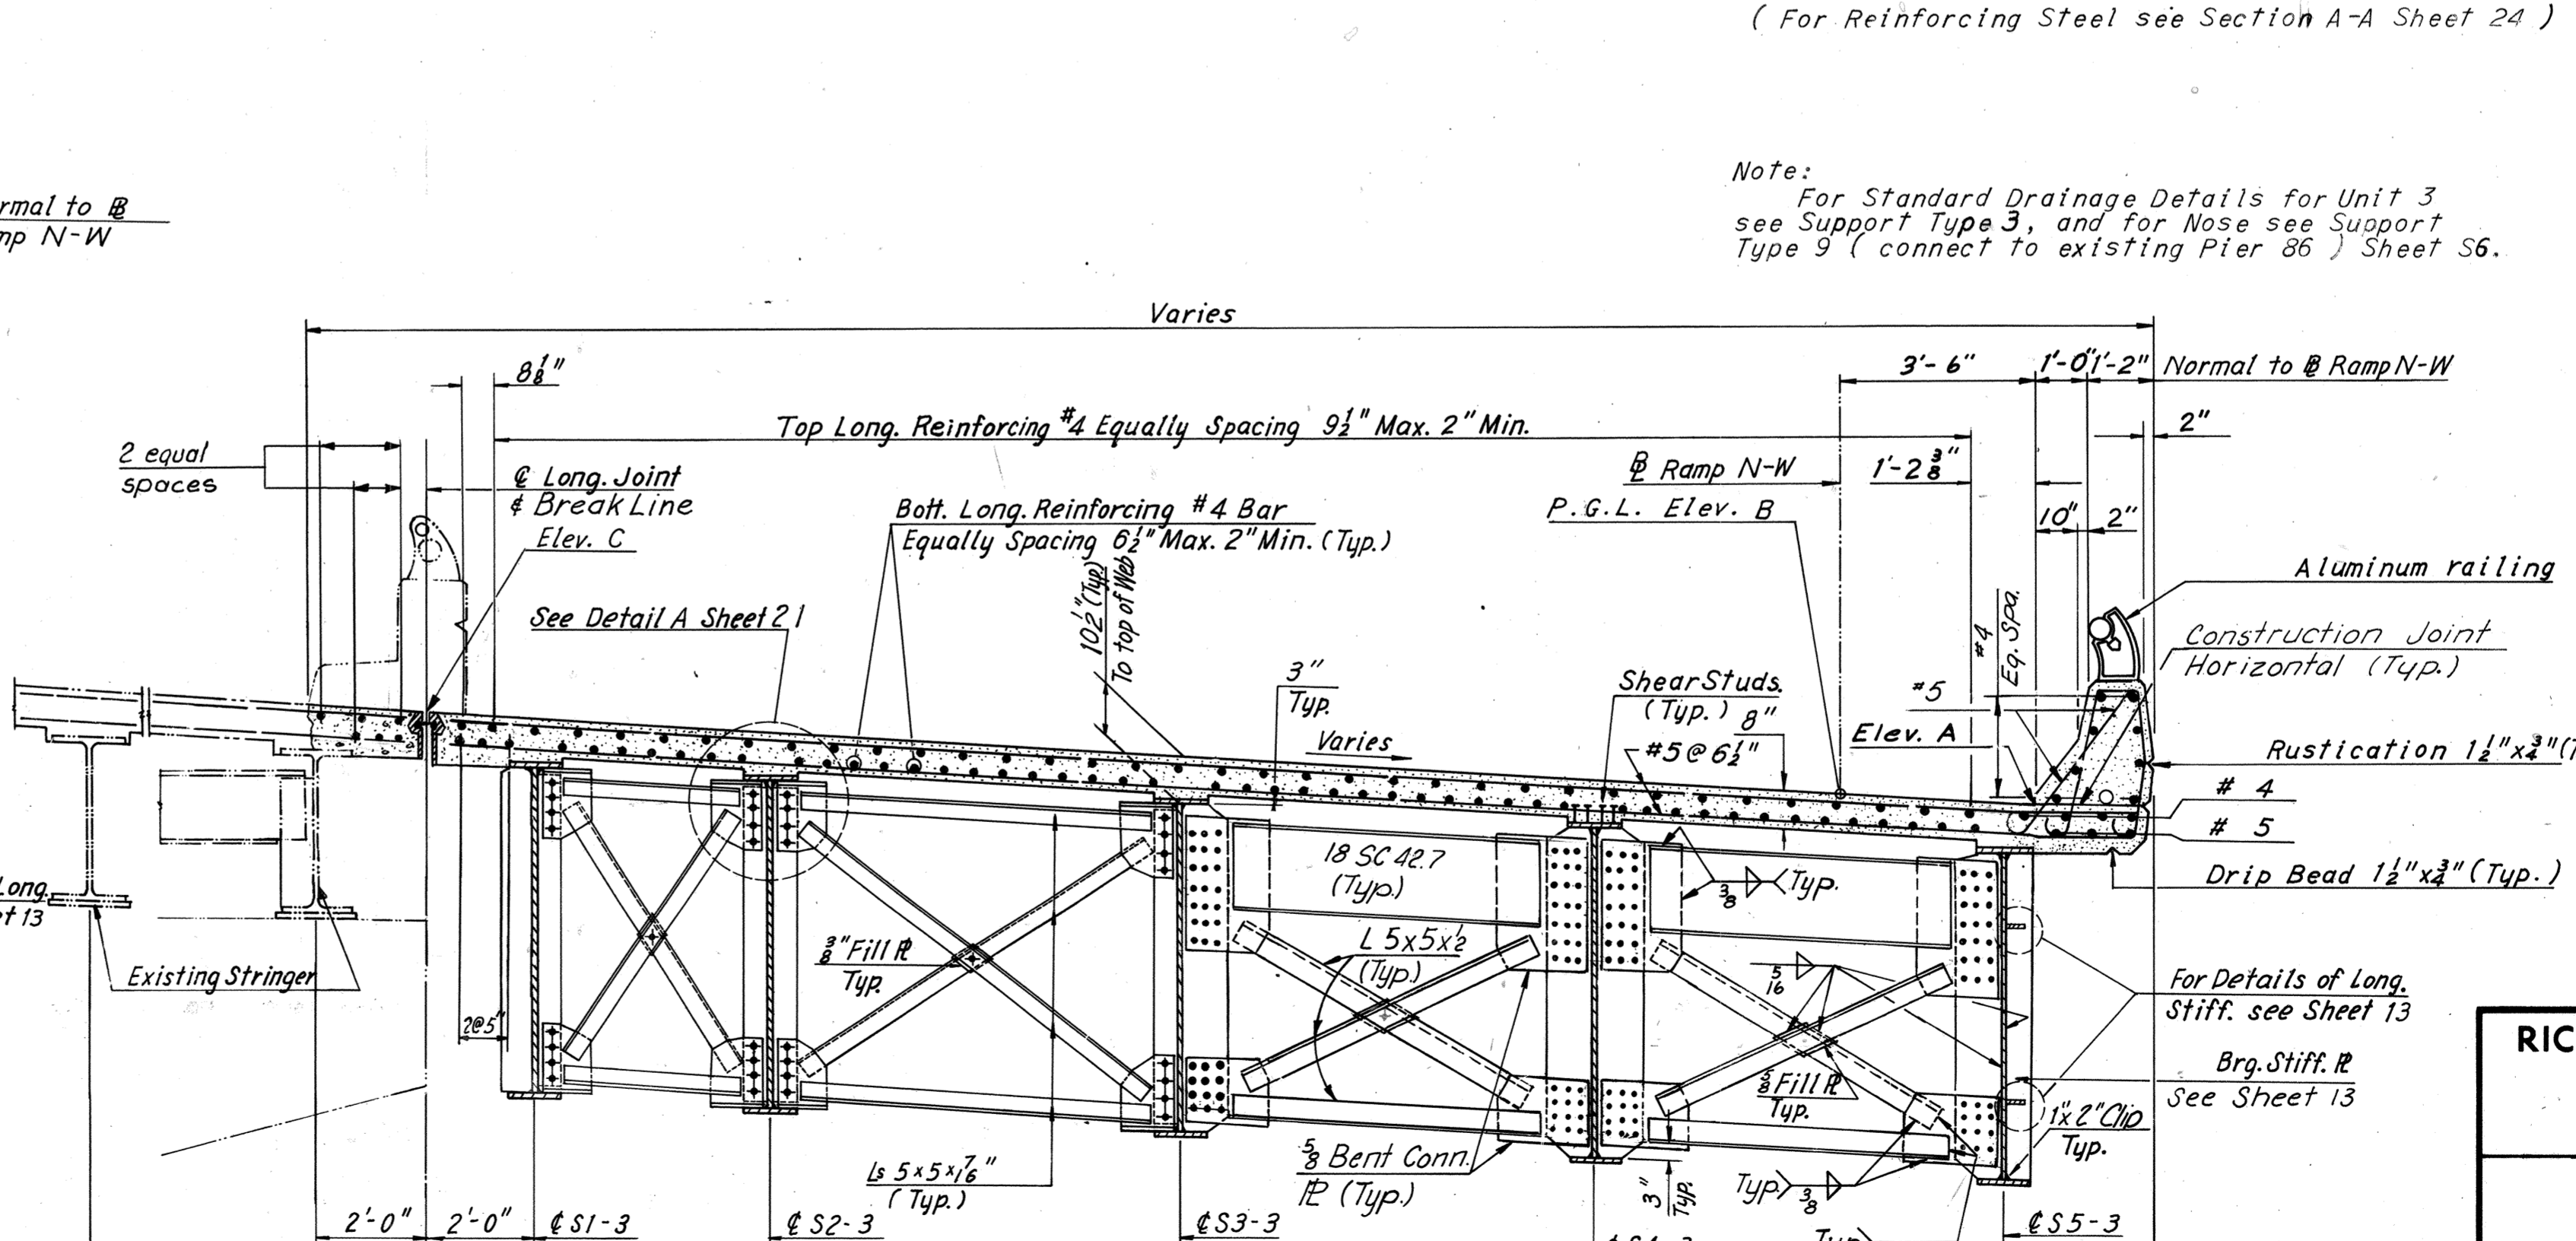 ( For Reinforcing Steel see Section A-A Sheet 24 )
Note:
For Standard Drainage Details for Unit 3
see Support Type 3, and for Nose see Support
Type 9 ( connect to existing Pier 86 ) Sheet S6.
rmal to ℞
mp N-W
Varies
8⅛"
3'-6"
1'-0"
1'-2"
Normal to ℞ Ramp N-W
2"
Top Long. Reinforcing #4 Equally Spacing 9½" Max. 2" Min.
2 equal
spaces
℄ Long. Joint
& Break Line
Elev. C
Bott. Long. Reinforcing #4 Bar
Equally Spacing 6½" Max. 2" Min. (Typ.)
℞ Ramp N-W
1'-2⅜"
P.G.L. Elev. B
10"
2"
Aluminum railing
See Detail A Sheet 21
10½" (Typ.)
To top of Web
3"
Typ.
Varies
Shear Studs.
(Typ.)
8"
#5 @ 6½"
#4
Eq. Spa.
#5
Elev. A
Construction Joint
Horizontal (Typ.)
Rustication 1½"x¾" (T
# 4
# 5
Drip Bead 1½"x¾" (Typ.)
Long.
et 13
Existing Stringer
2@5"
⅜" Fill ℞
Typ.
18 SC 42.7
(Typ.)
L 5x5x½
(Typ.)
⅜
Typ.
5/16
⅝ Fill ℞
Typ.
For Details of Long.
Stiff. see Sheet 13
Brg. Stiff. ℞
See Sheet 13
1"x2" Clip
Typ.
RIC
Ls 5x5x7/16"
(Typ.)
⅝ Bent Conn.
℞ (Typ.)
3"
Typ.
Typ.
⅜
Typ.
2'-0"
2'-0"
℄ S1-3
℄ S2-3
℄ S3-3
℄ S4-3
℄ S5-3